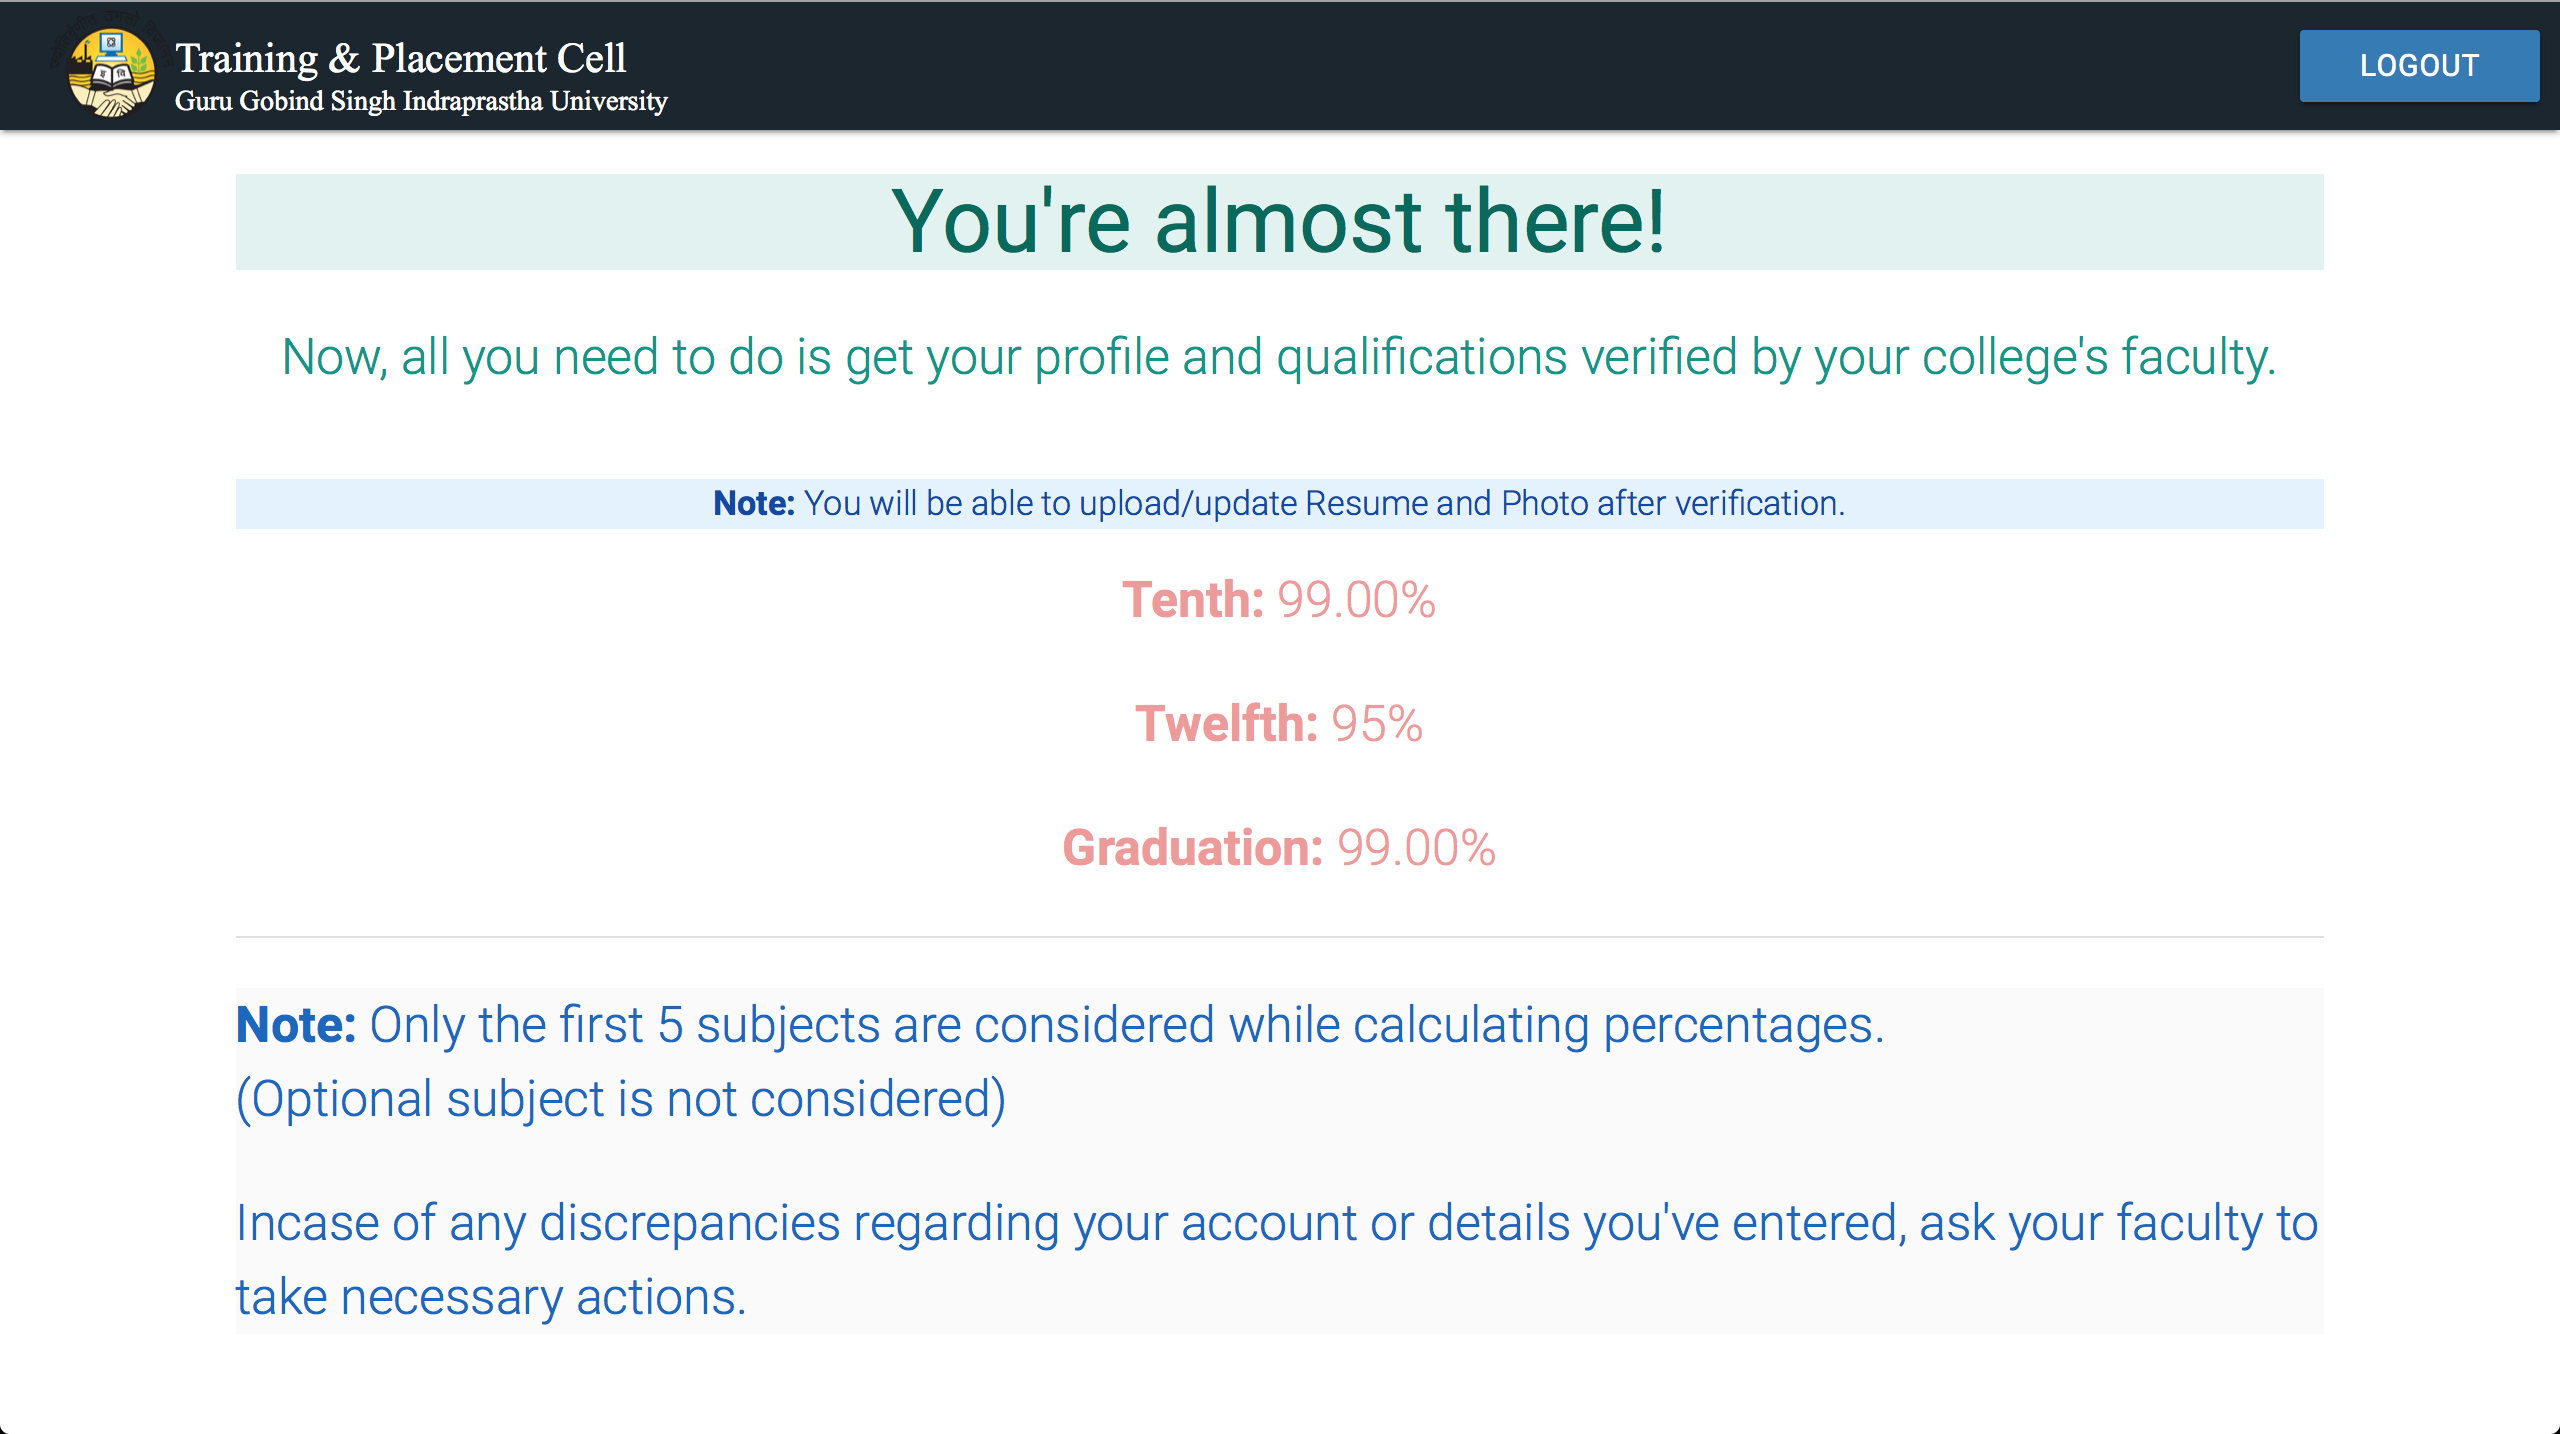 Training & Placement Cell
Guru Gobind Singh Indraprastha University
LOGOUT
You're almost there!
Now, all you need to do is get your profile and qualifications verified by your college's faculty.
Note: You will be able to upload/update Resume and Photo after verification.
Tenth: 99.00%
Twelfth: 95%
Graduation: 99.00%
Note: Only the first 5 subjects are considered while calculating percentages.
(Optional subject is not considered)
Incase of any discrepancies regarding your account or details you've entered, ask your faculty to
take necessary actions.